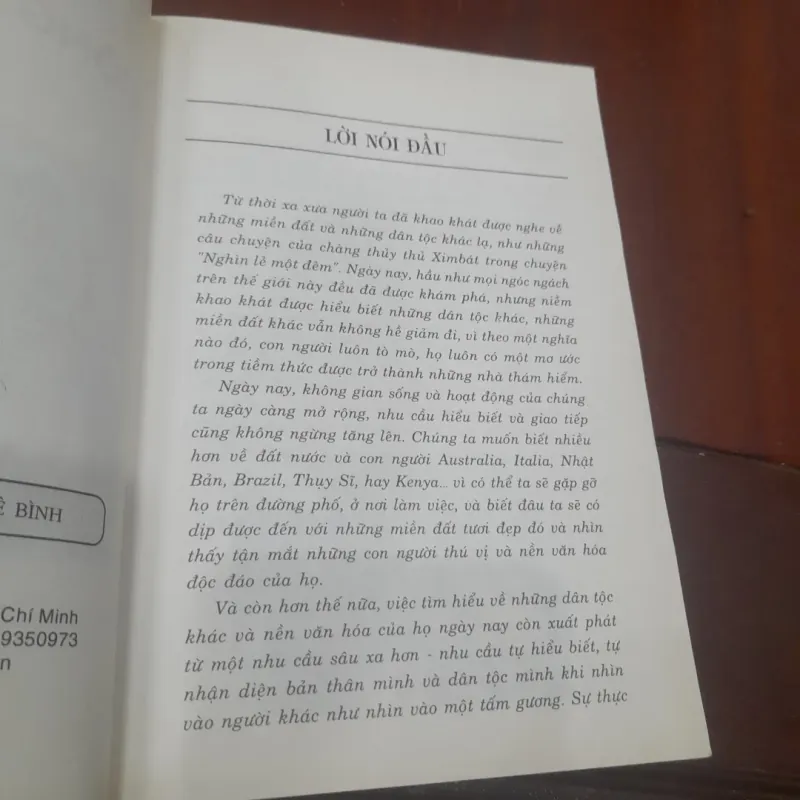 Ê BÌNH
Chí Minh
9350973
n
LỜI NÓI ĐẦU
Từ thời xa xưa người ta đã khao khát được nghe về
những miền đất và những dân tộc khác lạ, như những
câu chuyện của chàng thủy thủ Ximbát trong chuyện
"Nghìn lẻ một đêm". Ngày nay, hầu như mọi ngóc ngách
trên thế giới này đều đã được khám phá, nhưng niềm
khao khát được hiểu biết những dân tộc khác, những
miền đất khác vẫn không hề giảm đi, vì theo một nghĩa
nào đó, con người luôn tò mò, họ luôn có một mơ ước
trong tiềm thức được trở thành những nhà thám hiểm.
Ngày nay, không gian sống và hoạt động của chúng
ta ngày càng mở rộng, nhu cầu hiểu biết và giao tiếp
cũng không ngừng tăng lên. Chúng ta muốn biết nhiều
hơn về đất nước và con người Australia, Italia, Nhật
Bản, Brazil, Thụy Sĩ, hay Kenya... vì có thể ta sẽ gặp gỡ
họ trên đường phố, ở nơi làm việc, và biết đâu ta sẽ có
dịp được đến với những miền đất tươi đẹp đó và nhìn
thấy tận mắt những con người thú vị và nền văn hóa
độc đáo của họ.
Và còn hơn thế nữa, việc tìm hiểu về những dân tộc
khác và nền văn hóa của họ ngày nay còn xuất phát
từ một nhu cầu sâu xa hơn - nhu cầu tự hiểu biết, tự
nhận diện bản thân mình và dân tộc mình khi nhìn
vào người khác như nhìn vào một tấm gương. Sự thực